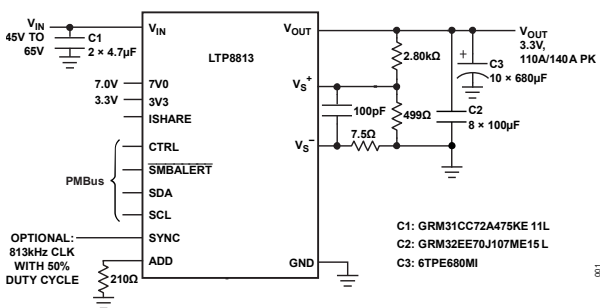 VIN
45V TO
65V
C1
2 × 4.7µF
VIN
LTP8813
VOUT
VOUT
3.3V,
110A/140A PK
2.80kΩ
+
C3
10 × 680µF
7.0V
7V0
3.3V
3V3
ISHARE
VS+
100pF
499Ω
C2
8 × 100µF
7.5Ω
VS−
PMBus
CTRL
SMBALERT
SDA
SCL
OPTIONAL:
813kHz CLK
WITH 50%
DUTY CYCLE
SYNC
ADD
210Ω
GND
C1: GRM31CC72A475KE 11L
C2: GRM32EE70J107ME15 L
C3: 6TPE680MI
001